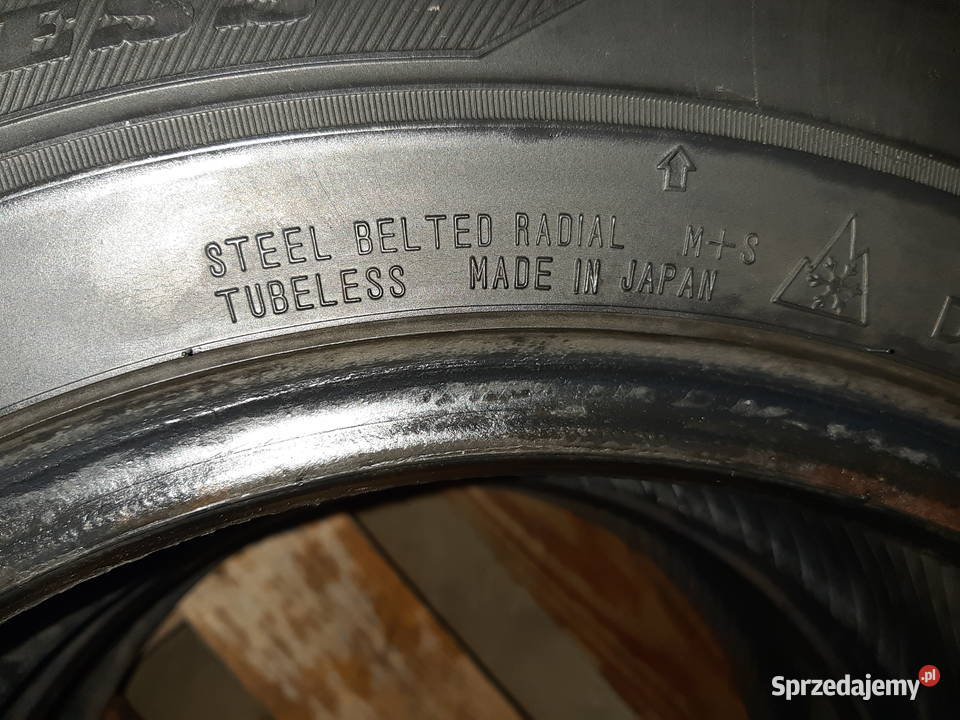 STEEL BELTED RADIAL M+S
TUBELESS MADE IN JAPAN
Sprzedajemy.pl